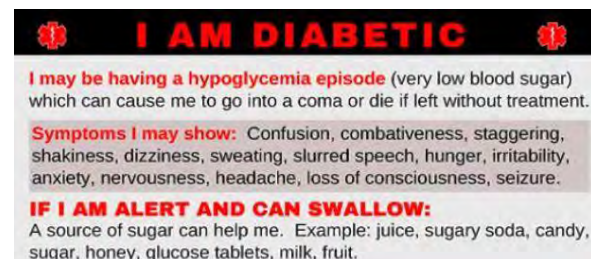 I AM DIABETIC
I may be having a hypoglycemia episode (very low blood sugar)
which can cause me to go into a coma or die if left without treatment.
Symptoms I may show: Confusion, combativeness, staggering,
shakiness, dizziness, sweating, slurred speech, hunger, irritability,
anxiety, nervousness, headache, loss of consciousness, seizure.
IF I AM ALERT AND CAN SWALLOW:
A source of sugar can help me. Example: juice, sugary soda, candy,
sugar, honey, glucose tablets, milk, fruit.